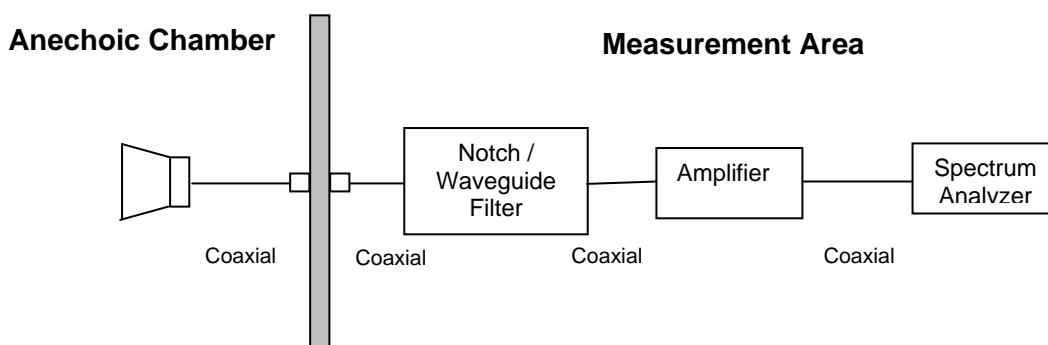 Anechoic Chamber
Measurement Area
Notch /
Waveguide
Filter
Amplifier
Spectrum
Analyzer
Coaxial
Coaxial
Coaxial
Coaxial